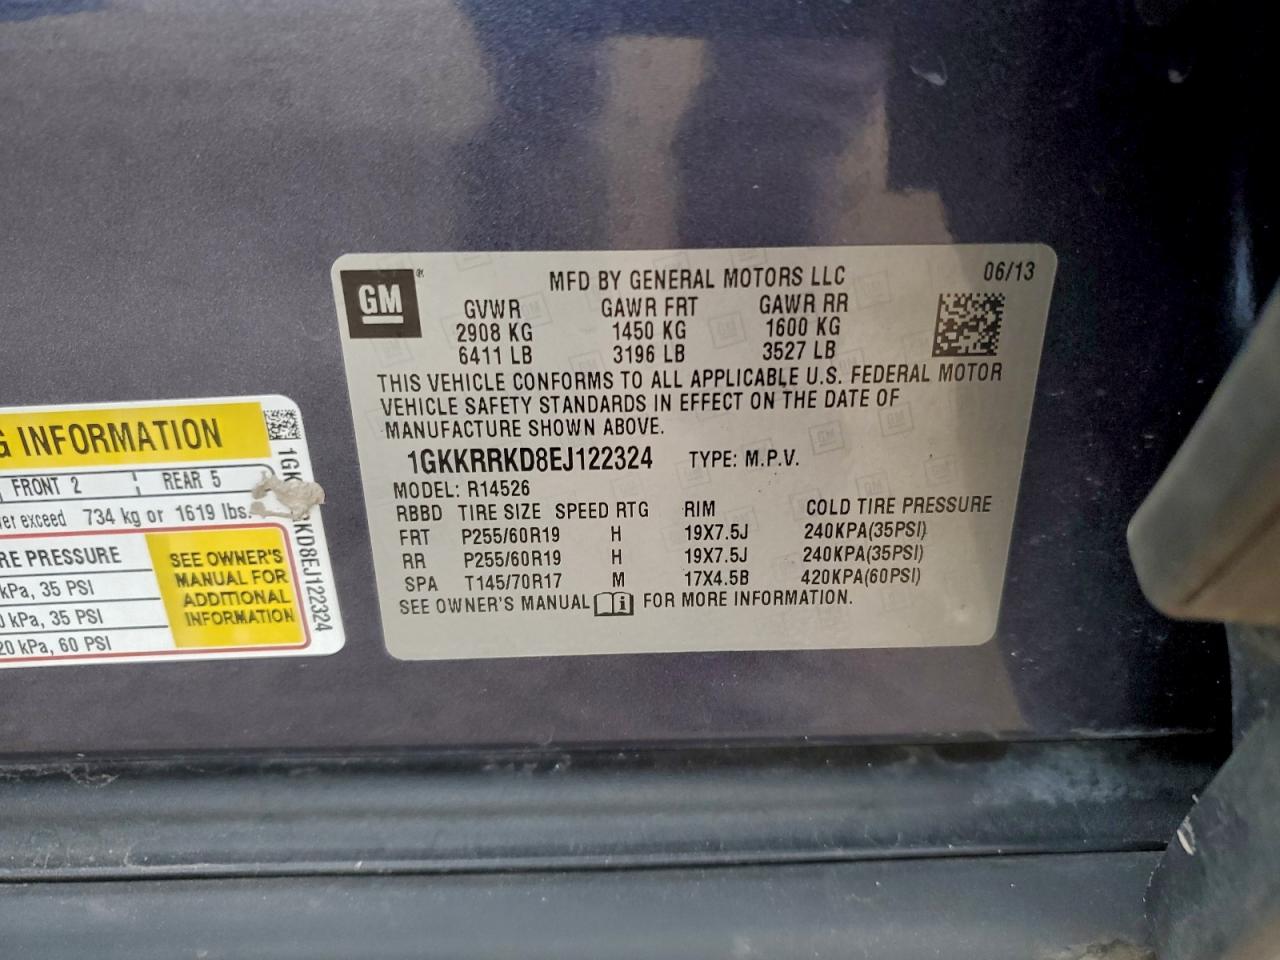 GM
MFD BY GENERAL MOTORS LLC 06/13
GVWR GAWR FRT GAWR RR
2908 KG 1450 KG 1600 KG
6411 LB 3196 LB 3527 LB
THIS VEHICLE CONFORMS TO ALL APPLICABLE U.S. FEDERAL MOTOR
VEHICLE SAFETY STANDARDS IN EFFECT ON THE DATE OF
MANUFACTURE SHOWN ABOVE.
1GKKRRKD8EJ122324 TYPE: M.P.V.
MODEL: R14526
RBBD TIRE SIZE SPEED RTG RIM COLD TIRE PRESSURE
FRT P255/60R19 H 19X7.5J 240KPA(35PSI)
RR P255/60R19 H 19X7.5J 240KPA(35PSI)
SPA T145/70R17 M 17X4.5B 420KPA(60PSI)
SEE OWNER'S MANUAL i FOR MORE INFORMATION.
G INFORMATION
FRONT 2 REAR 5
ver exceed 734 kg or 1619 lbs.
RE PRESSURE
kPa, 35 PSI
0 kPa, 35 PSI
20 kPa, 60 PSI
SEE OWNER'S
MANUAL FOR
ADDITIONAL
INFORMATION
1GK RKD8EJ122324